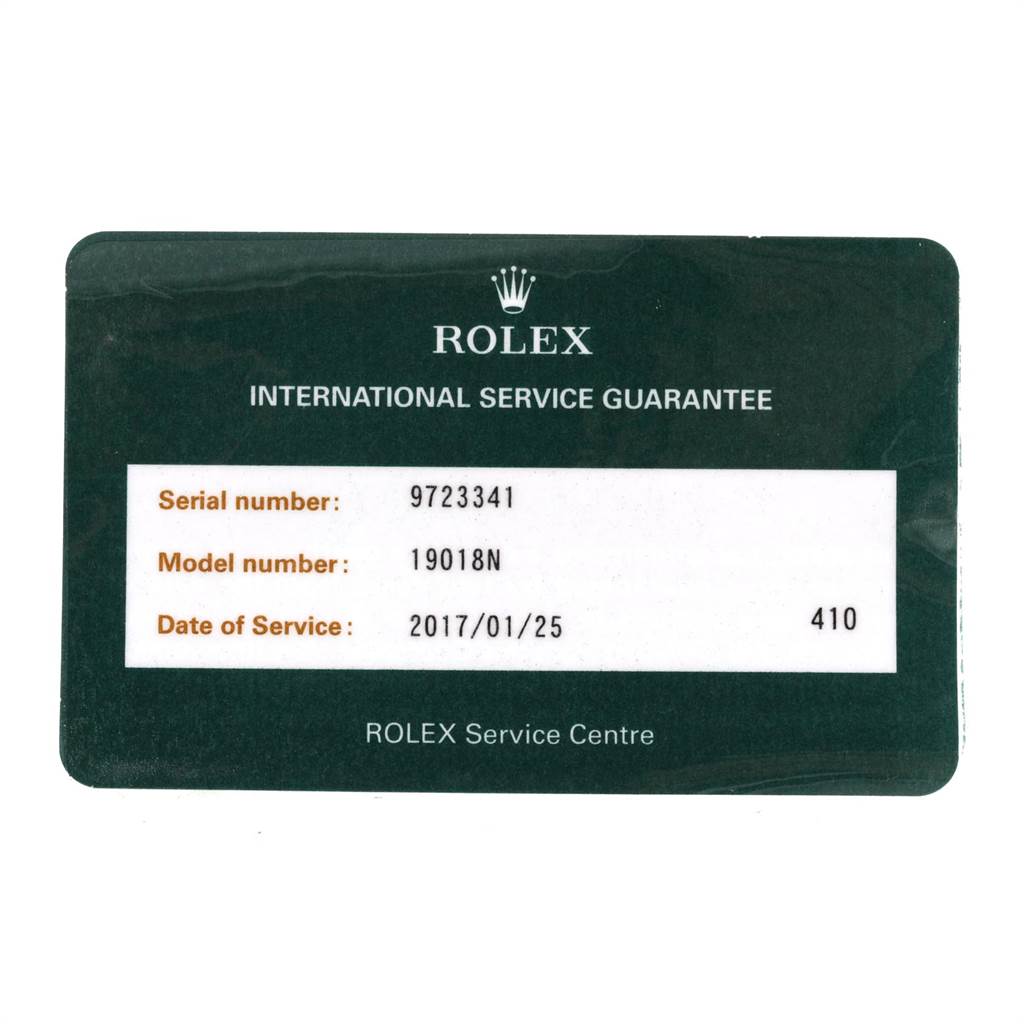 ROLEX
INTERNATIONAL SERVICE GUARANTEE
Serial number: 9723341
Model number: 19018N
Date of Service: 2017/01/25 410
ROLEX Service Centre